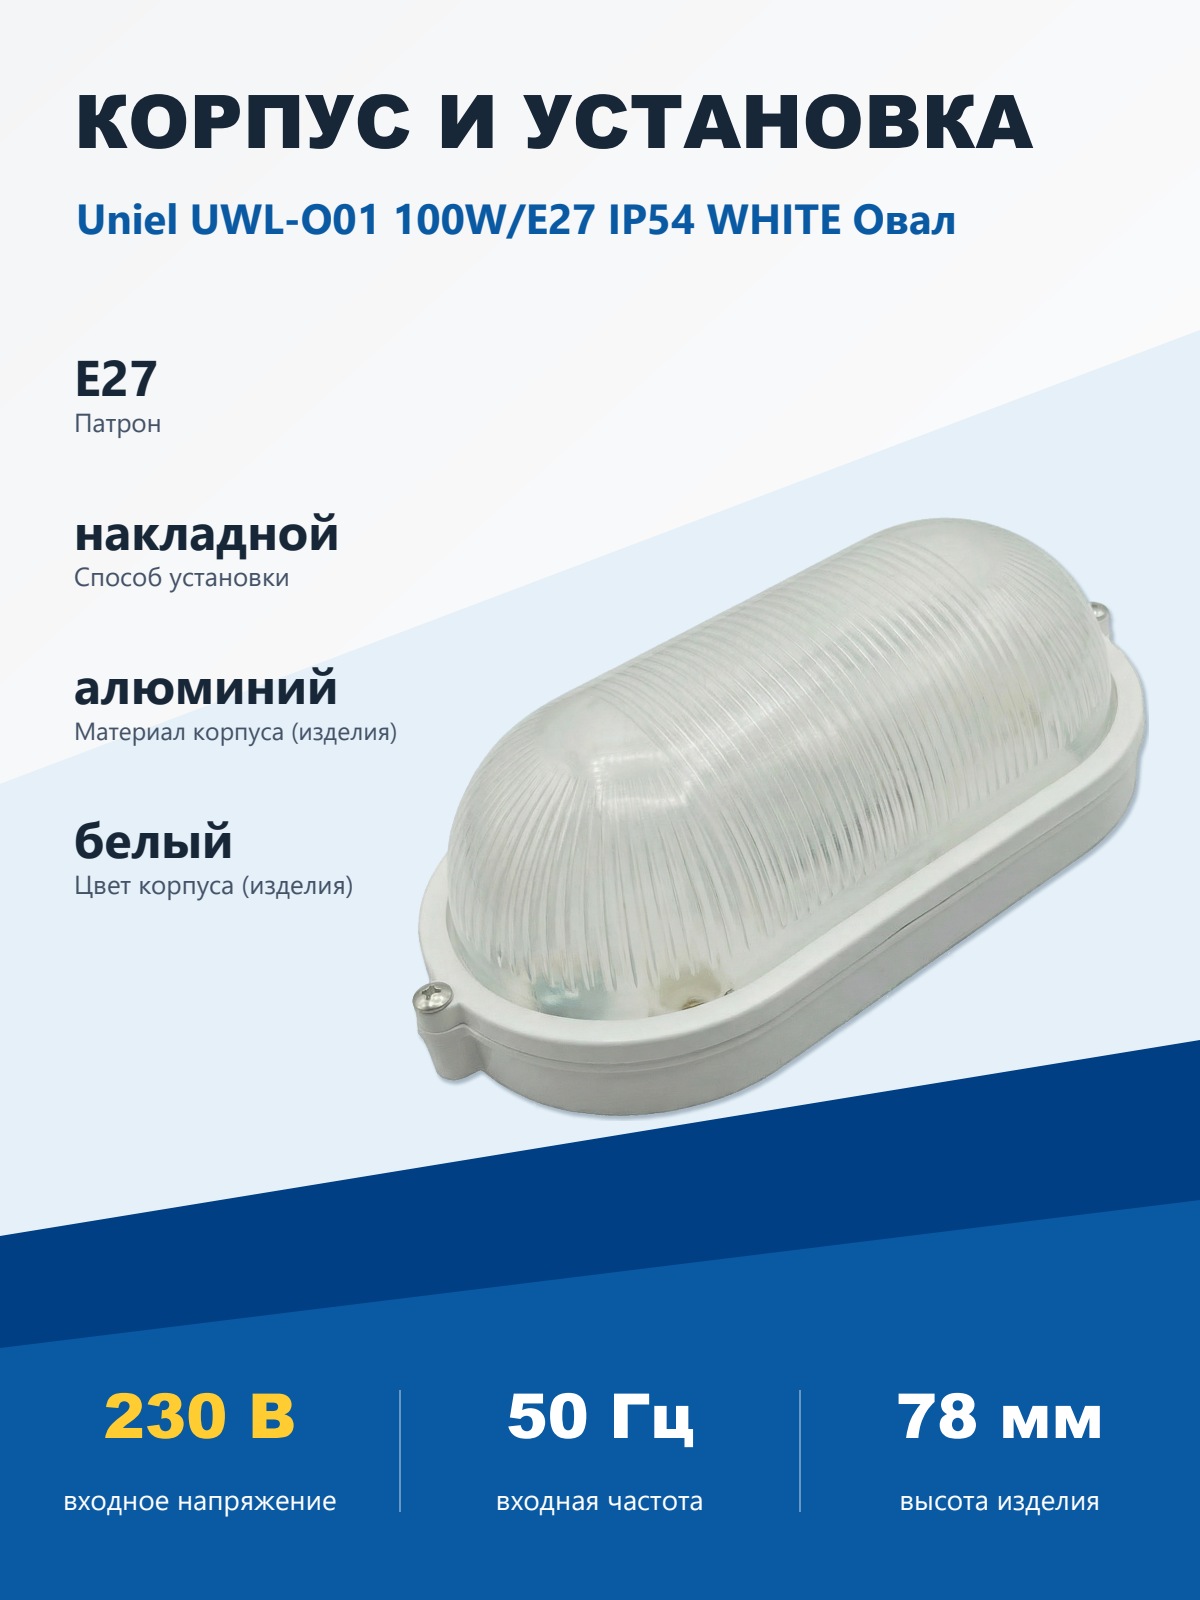 КОРПУС И УСТАНОВКА
Uniel UWL-O01 100W/E27 IP54 WHITE Овал
E27
Патрон
накладной
Способ установки
алюминий
Материал корпуса (изделия)
белый
Цвет корпуса (изделия)
230 В
входное напряжение
50 Гц
входная частота
78 мм
высота изделия